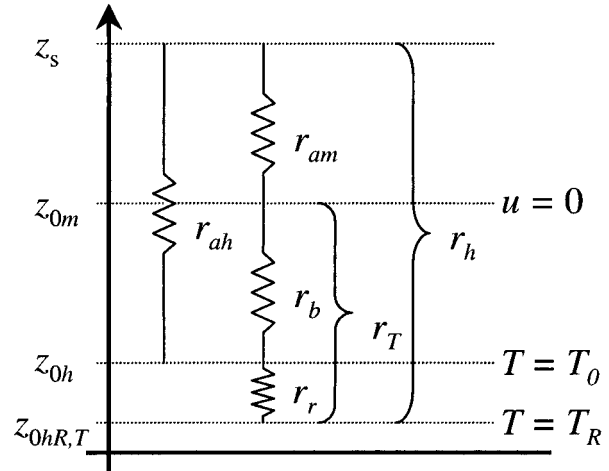 z_s
r_am
z_0m
u = 0
r_ah
r_h
r_b
r_T
z_0h
T = T_0
r_r
z_0hR,T
T = T_R